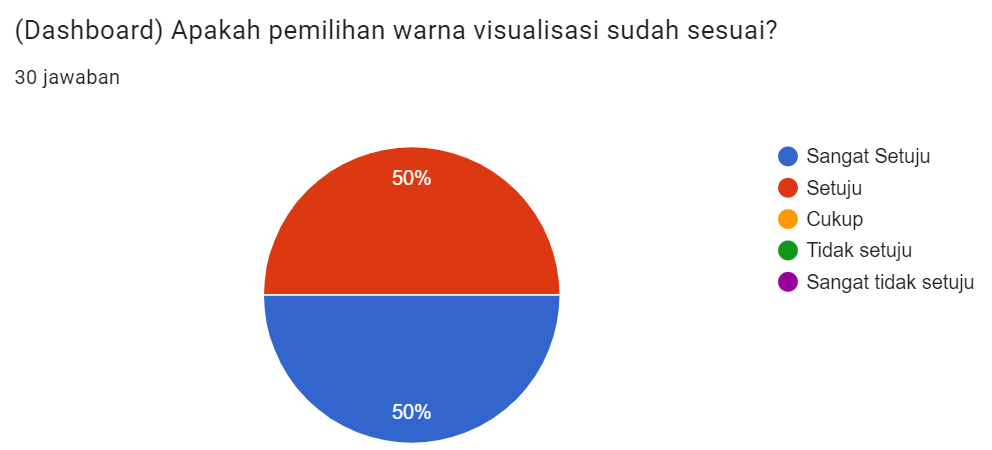 (Dashboard) Apakah pemilihan warna visualisasi sudah sesuai?
30 jawaban
50%
50%
Sangat Setuju
Setuju
Cukup
Tidak setuju
Sangat tidak setuju